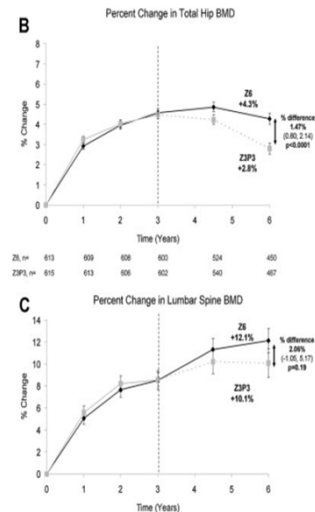 B
Percent Change in Total Hip BMD
8
7
6
5
4
3
2
1
0
% Change
Z6
+4.3%
% difference
1.47%
(0.80, 2.14)
p<0.0001
Z3P3
+2.8%
0 1 2 3 4 5 6
Time (Years)
Z6, n= 613 609 608 600 524 450
Z3P3, n= 615 613 606 602 540 467
C
Percent Change in Lumbar Spine BMD
14
12
10
8
6
4
2
0
% Change
Z6
+12.1%
% difference
2.06%
(-1.05, 5.17)
p=0.19
Z3P3
+10.1%
0 1 2 3 4 5 6
Time (Years)